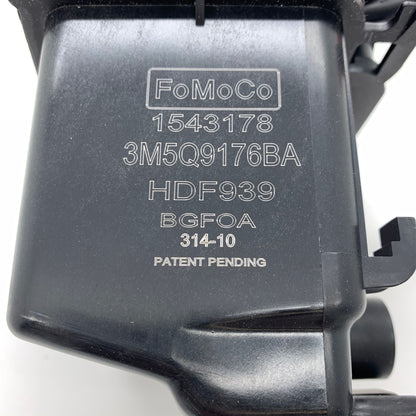 FoMoCo
1543178
3M5Q9176BA
HDF939
BGFOA
314-10
PATENT PENDING